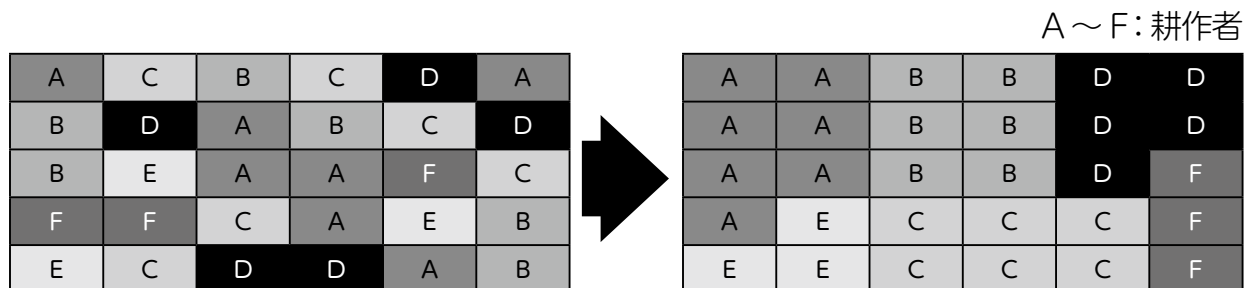 A～F：耕作者
A C B C D A
B D A B C D
B E A A F C
F F C A E B
E C D D A B
A A B B D D
A A B B D D
A A B B D F
A E C C C F
E E C C C F